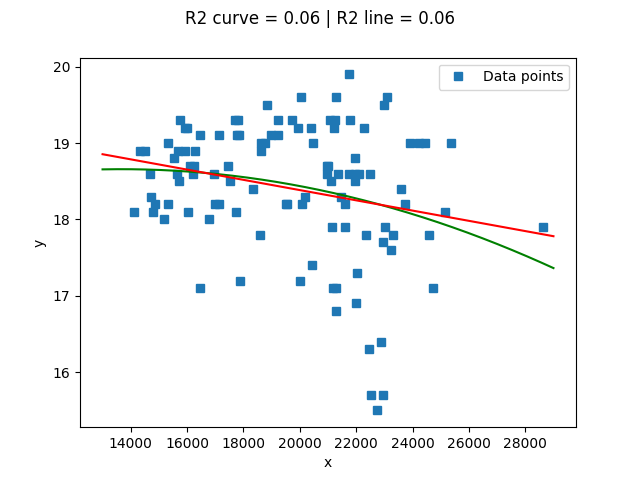 R2 curve = 0.06 | R2 line = 0.06
Data points
20
19
18
17
16
y
14000 16000 18000 20000 22000 24000 26000 28000
x